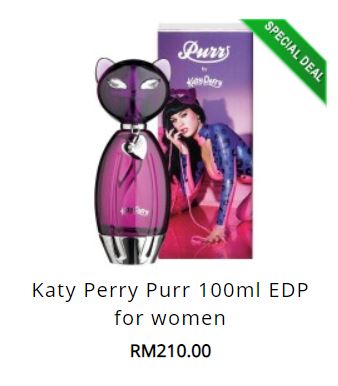 SPECIAL DEAL
Purr
by
Katy Perry
Katy Perry
Katy Perry Purr 100ml EDP
for women
RM210.00